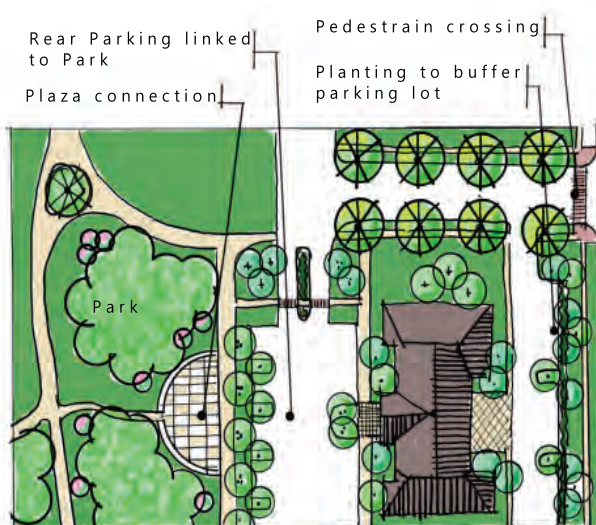 Rear Parking linked
to Park
Plaza connection
Pedestrain crossing
Planting to buffer
parking lot
Park